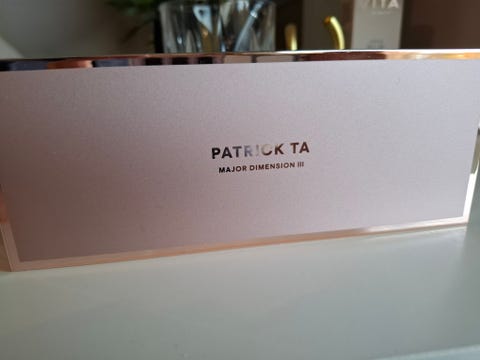 PATRICK TA
MAJOR DIMENSION III